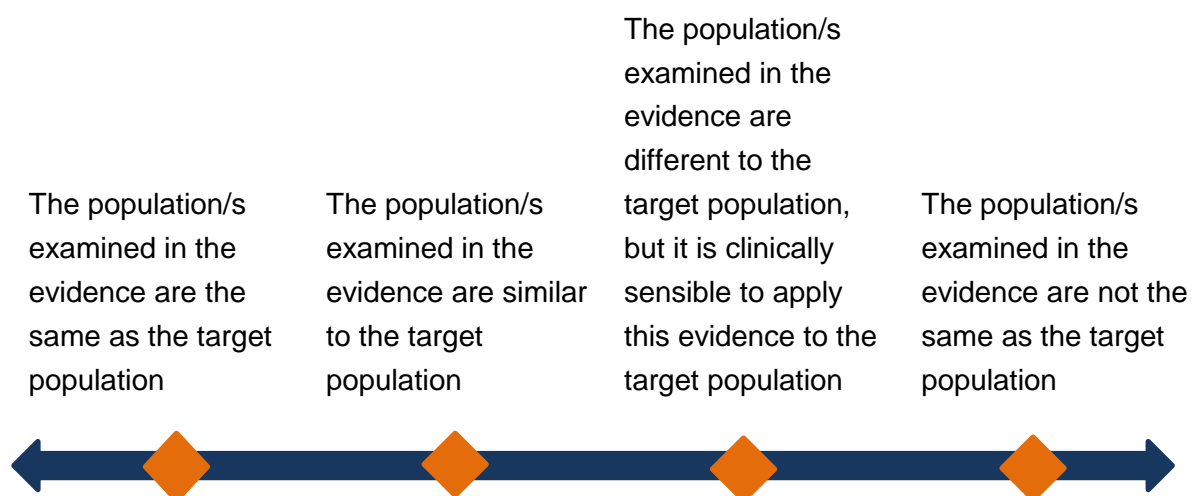 The population/s
examined in the
evidence are the
same as the target
population
The population/s
examined in the
evidence are similar
to the target
population
The population/s
examined in the
evidence are
different to the
target population,
but it is clinically
sensible to apply
this evidence to the
target population
The population/s
examined in the
evidence are not the
same as the target
population